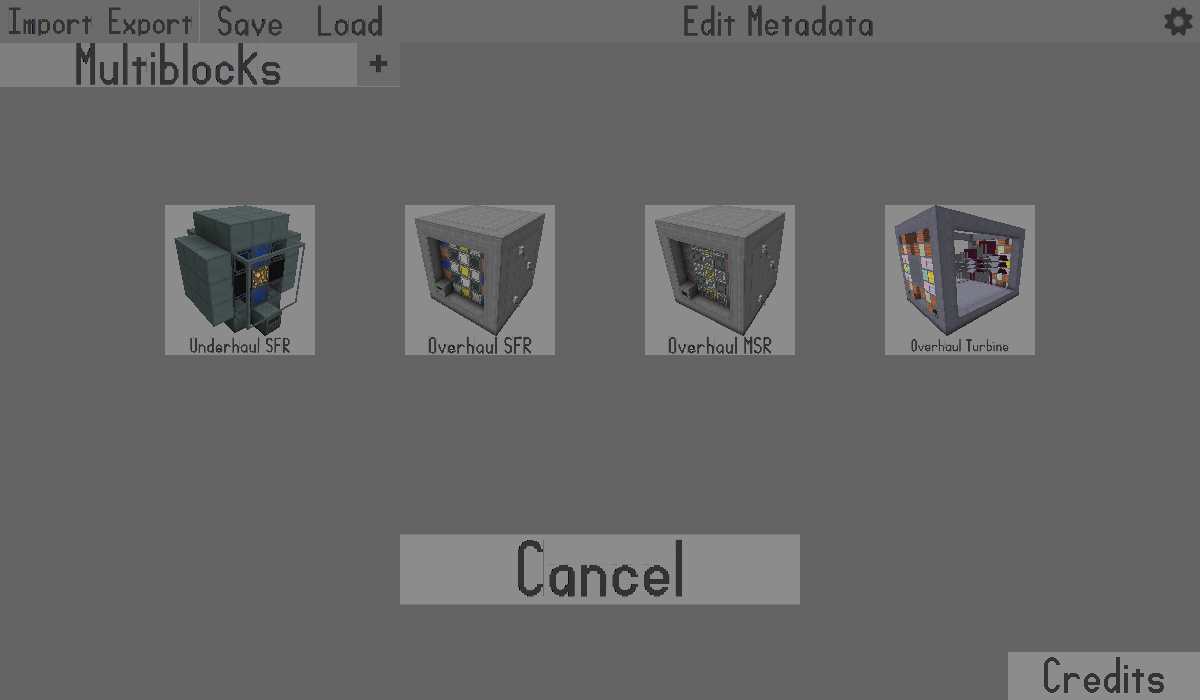 Import Export Save Load Edit Metadata
Multiblocks +
Underhaul SFR Overhaul SFR Overhaul MSR Overhaul Turbine
Cancel
Credits